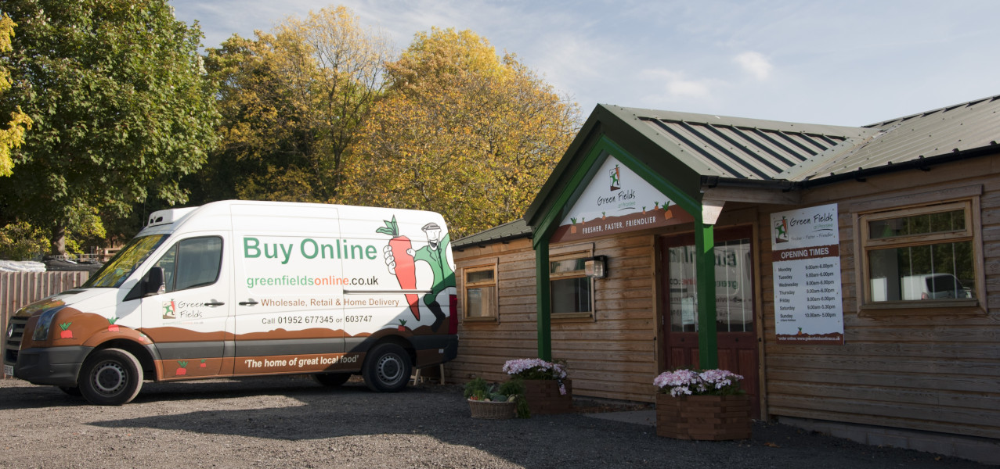 Buy Online
greenfieldsonline.co.uk
Wholesale, Retail & Home Delivery
Call 01952 677345 or 603747
Green
Fields
'The home of great local food'
Green Fields
FRESHER, FASTER, FRIENDLIER
Green Fields
Fresher - Faster - Friendlier
OPENING TIMES
Monday 9.00am-6.00pm
Tuesday 9.00am-6.00pm
Wednesday 9.00am-6.00pm
Thursday 9.00am-6.00pm
Friday 9.00am-6.00pm
Saturday 9.00am-5.30pm
Sunday 10.00am-5.00pm
& Bank Holidays
order online: www.greenfieldsonline.co.uk